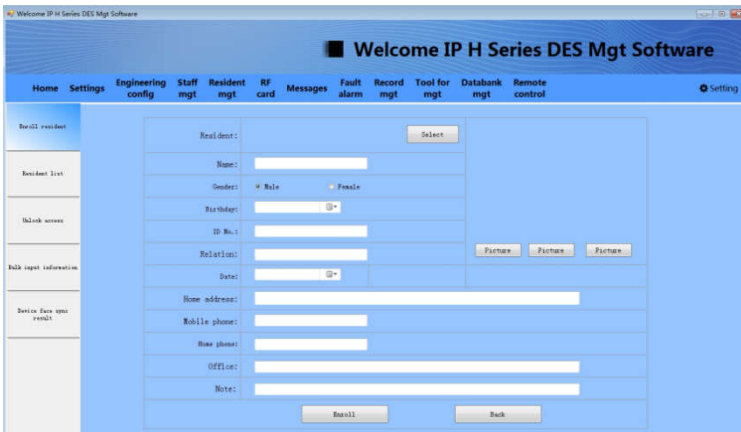 Welcome IP H Series DES Mgt Software
Welcome IP H Series DES Mgt Software
Home Settings Engineering config Staff mgt Resident mgt RF card Messages Fault alarm Record mgt Tool for mgt Databank mgt Remote control Setting
Enroll resident
Resident list
Unlock access
Bulk input information
Device face sync
result
Resident: Select
Name:
Gender: Male Female
Birthday:
ID No.:
Relation:
Picture Picture Picture
Date:
Home address:
Mobile phone:
Home phone:
Office:
Note:
Enroll Back